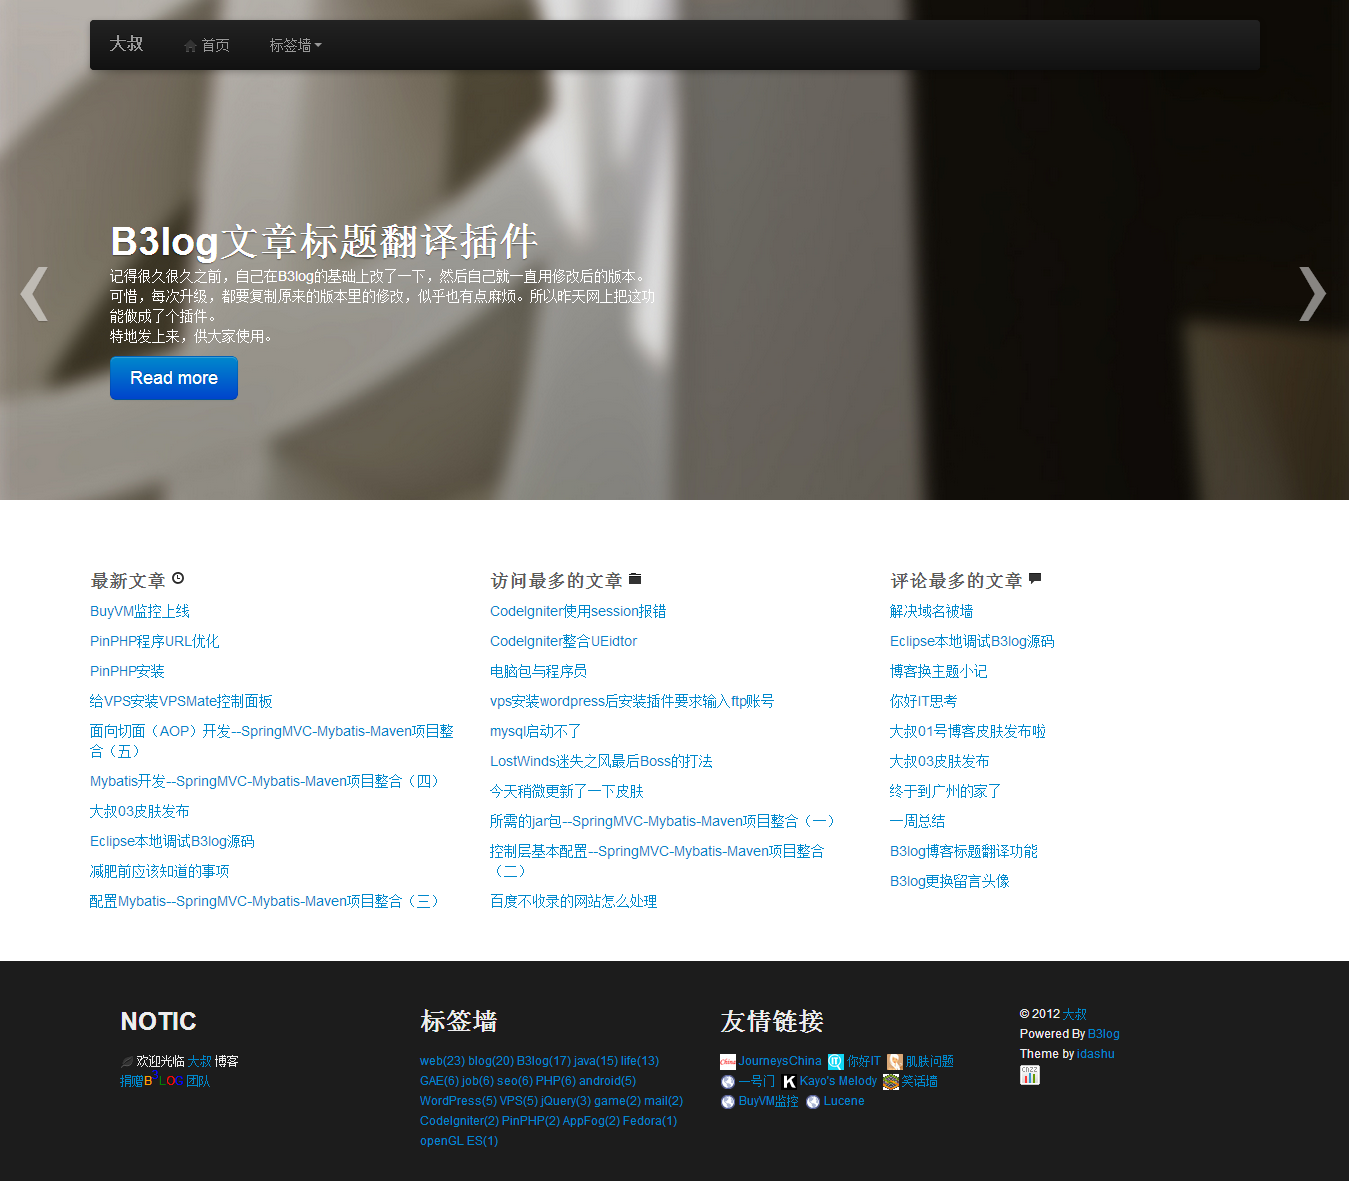 大叔 首页 标签墙
B3log文章标题翻译插件
记得很久很久之前，自己在B3log的基础上改了一下，然后自己就一直用修改后的版本。
可惜，每次升级，都要复制原来的版本里的修改，似乎也有点麻烦。所以昨天网上把这功
能做成了个插件。
特地发上来，供大家使用。
Read more
最新文章
BuyVM监控上线
PinPHP程序URL优化
PinPHP安装
给VPS安装VPSMate控制面板
面向切面（AOP）开发--SpringMVC-Mybatis-Maven项目整
合（五）
Mybatis开发--SpringMVC-Mybatis-Maven项目整合（四）
大叔03皮肤发布
Eclipse本地调试B3log源码
减肥前应该知道的事项
配置Mybatis--SpringMVC-Mybatis-Maven项目整合（三）
访问最多的文章
CodeIgniter使用session报错
CodeIgniter整合UEidtor
电脑包与程序员
vps安装wordpress后安装插件要求输入ftp账号
mysql启动不了
LostWinds迷失之风最后Boss的打法
今天稍微更新了一下皮肤
所需的jar包--SpringMVC-Mybatis-Maven项目整合（一）
控制层基本配置--SpringMVC-Mybatis-Maven项目整合
（二）
百度不收录的网站怎么处理
评论最多的文章
解决域名被墙
Eclipse本地调试B3log源码
博客换主题小记
你好IT思考
大叔01号博客皮肤发布啦
大叔03皮肤发布
终于到广州的家了
一周总结
B3log博客标题翻译功能
B3log更换留言头像
NOTIC
欢迎光临 大叔 博客
捐赠B3LOG团队
标签墙
web(23) blog(20) B3log(17) java(15) life(13)
GAE(6) job(6) seo(6) PHP(6) android(5)
WordPress(5) VPS(5) jQuery(3) game(2) mail(2)
CodeIgniter(2) PinPHP(2) AppFog(2) Fedora(1)
openGL ES(1)
友情链接
China JourneysChina 你好IT 肌肤问题
一号门 K Kayo's Melody 笑话墙
BuyVM监控 Lucene
© 2012 大叔
Powered By B3log
Theme by idashu
CNZZ